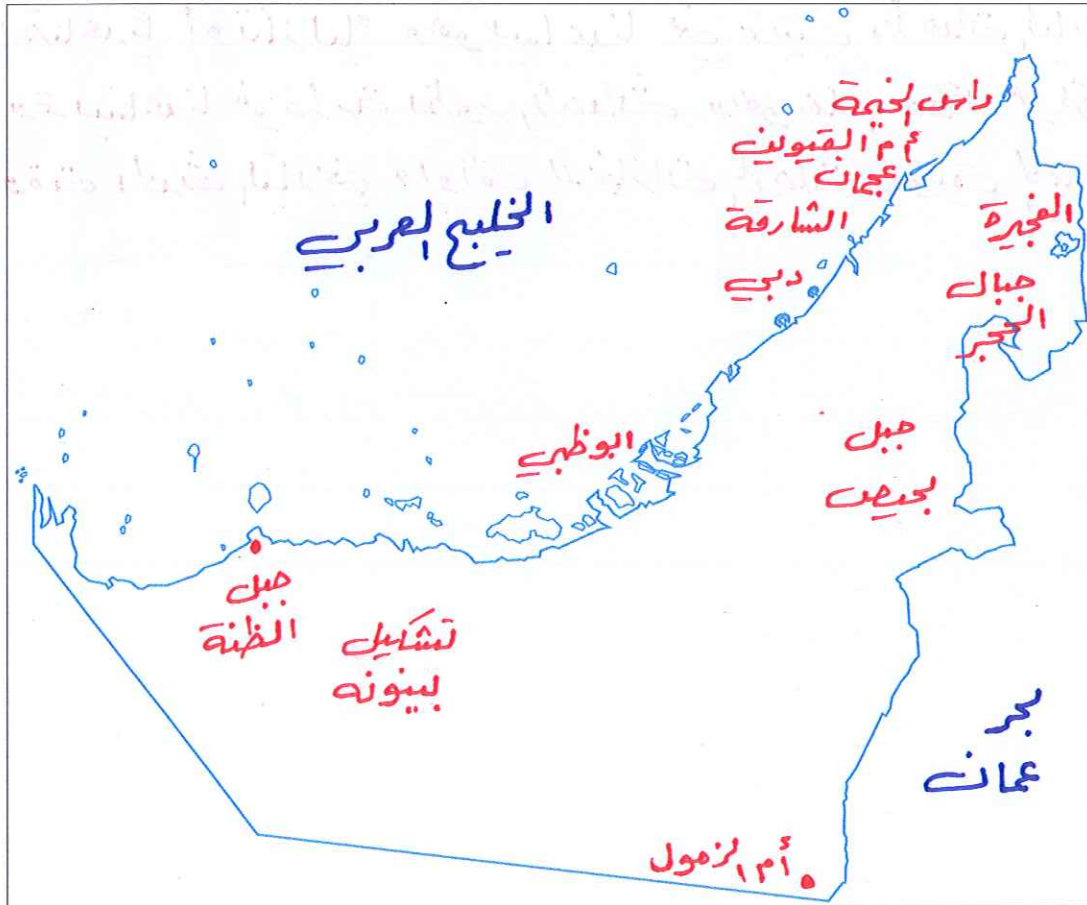 راس الخيمة
أم القيوين
عجمان
الشارقة
دبي
الفجيرة
جبال
الحجر
الخليج العربي
ابوظبي
جبل
بحيص
جبل
الظنة
تشكيل
بينونه
بحر
عمان
أم الزمول